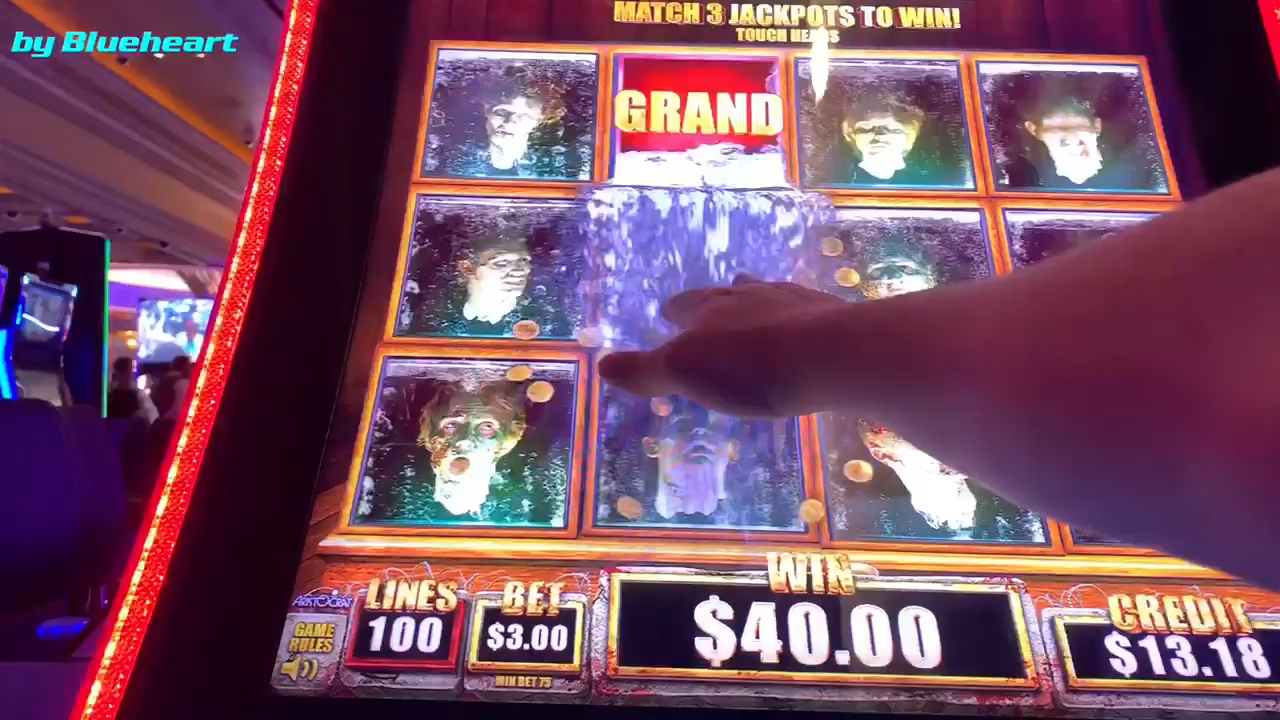 by Blueheart
MATCH 3 JACKPOTS TO WIN!
TOUCH HEADS
GRAND
ARISTOCRAT
LINES
100
GAME
RULES
BET
$3.00
MIN BET 75
WIN
$40.00
CREDIT
$13.18